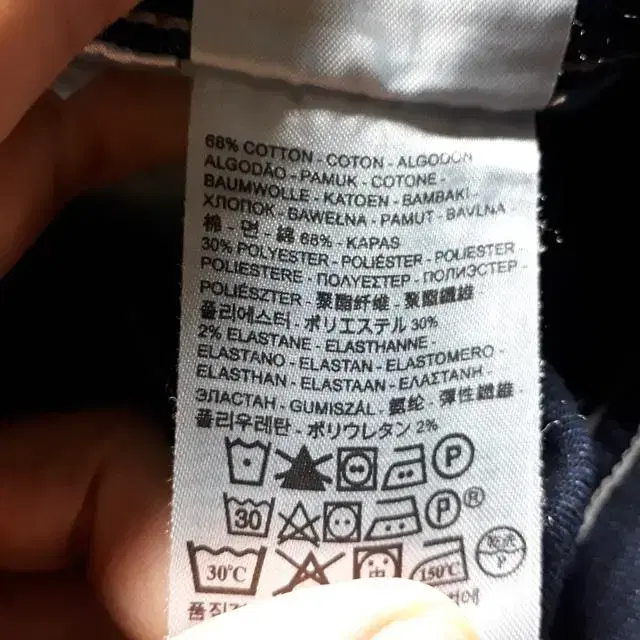 68% COTTON - COTON - ALGODÓN
ALGODÃO - PAMUK - COTONE -
BAUMWOLLE - KATOEN - BAMBAKI -
ХЛОПОК - BAWEŁNA - PAMUT - BAVLNA -
棉 - 면 - 綿 68% - KAPAS
30% POLYESTER - POLIÉSTER - POLIESTER -
POLIESTERE - ΠΟΛΥΕΣΤΕΡ - ПОЛИЭСТЕР -
POLIÉSZTER - 聚酯纤维 - 聚酯纖維
폴리에스터 - ポリエステル 30%
2% ELASTANE - ELASTHANNE -
ELASTANO - ELASTAN - ELASTOMERO -
ELASTHAN - ELASTAAN - ΕΛΑΣΤΑΝΗ -
ЭЛАСТАН - GUMISZÁL - 氨纶 - 彈性纖維 -
폴리우레탄 - ポリウレタン 2%
P
30 P®
30°C 150°C
품질